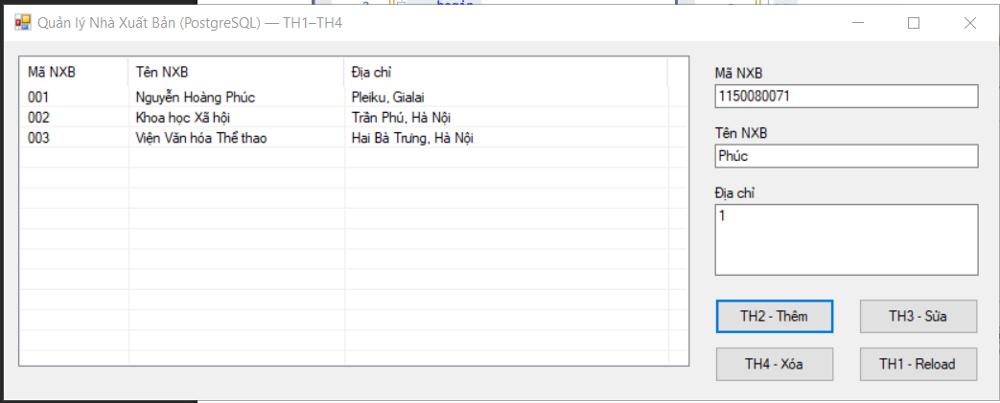 begin
Quản lý Nhà Xuất Bản (PostgreSQL) — TH1–TH4
Mã NXB Tên NXB Địa chỉ
001 Nguyễn Hoàng Phúc Pleiku, Gialai
002 Khoa học Xã hội Trần Phú, Hà Nội
003 Viện Văn hóa Thể thao Hai Bà Trưng, Hà Nội
Mã NXB
1150080071
Tên NXB
Phúc
Địa chỉ
1
TH2 - Thêm TH3 - Sửa
TH4 - Xóa TH1 - Reload